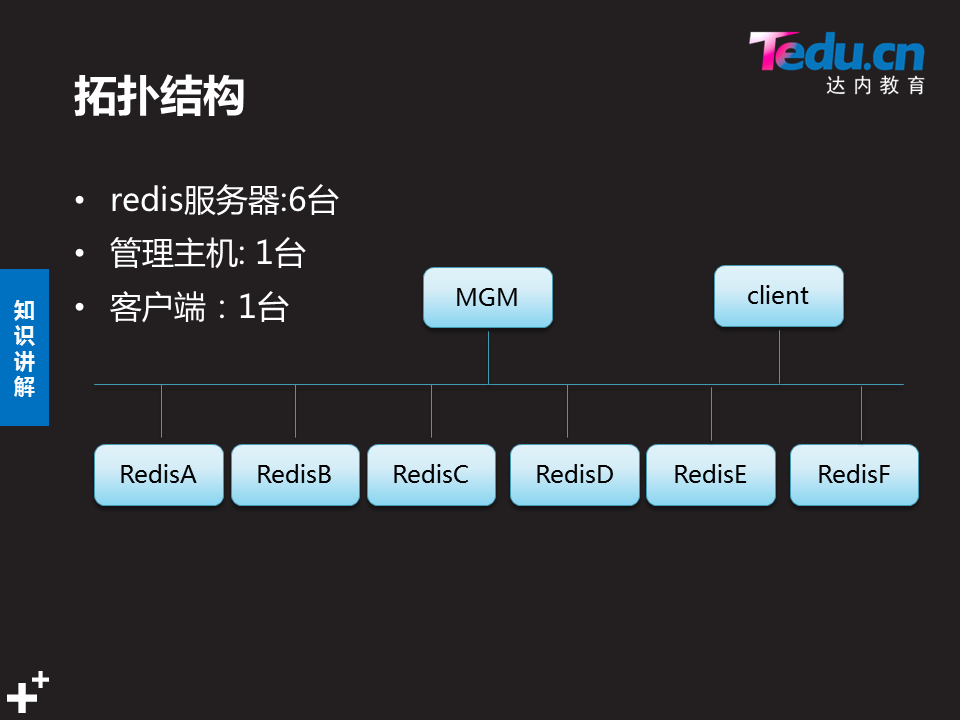 Tedu.cn
达内教育
拓扑结构
• redis服务器:6台
• 管理主机: 1台
• 客户端：1台
知识讲解
MGM
client
RedisA
RedisB
RedisC
RedisD
RedisE
RedisF